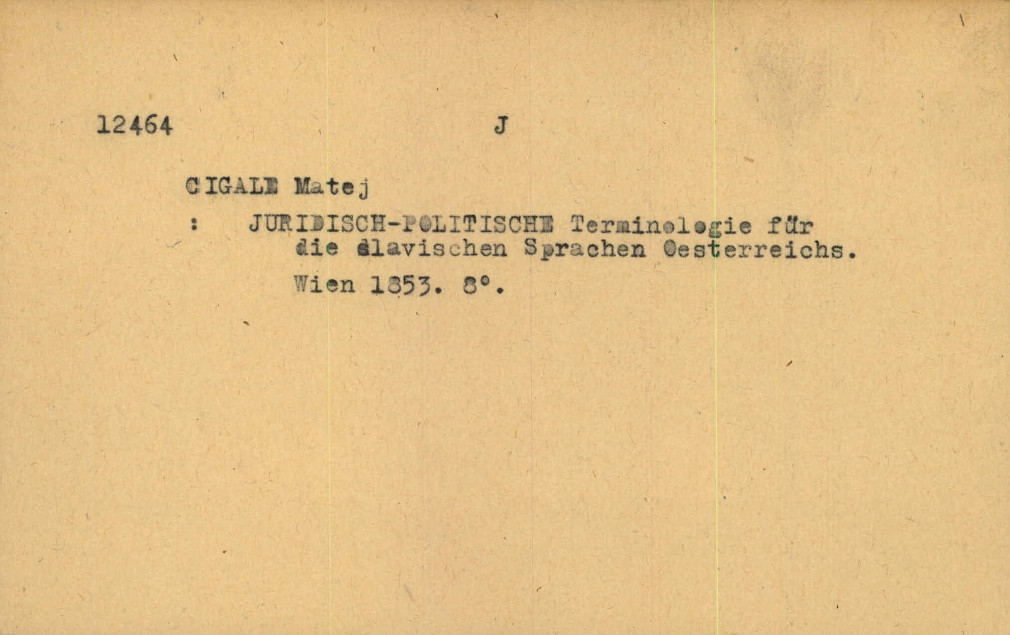 12464 J
CIGALE Matej
: JURIDISCH-POLITISCHE Terminologie für
die slavischen Sprachen Oesterreichs.
Wien 1853. 8°.